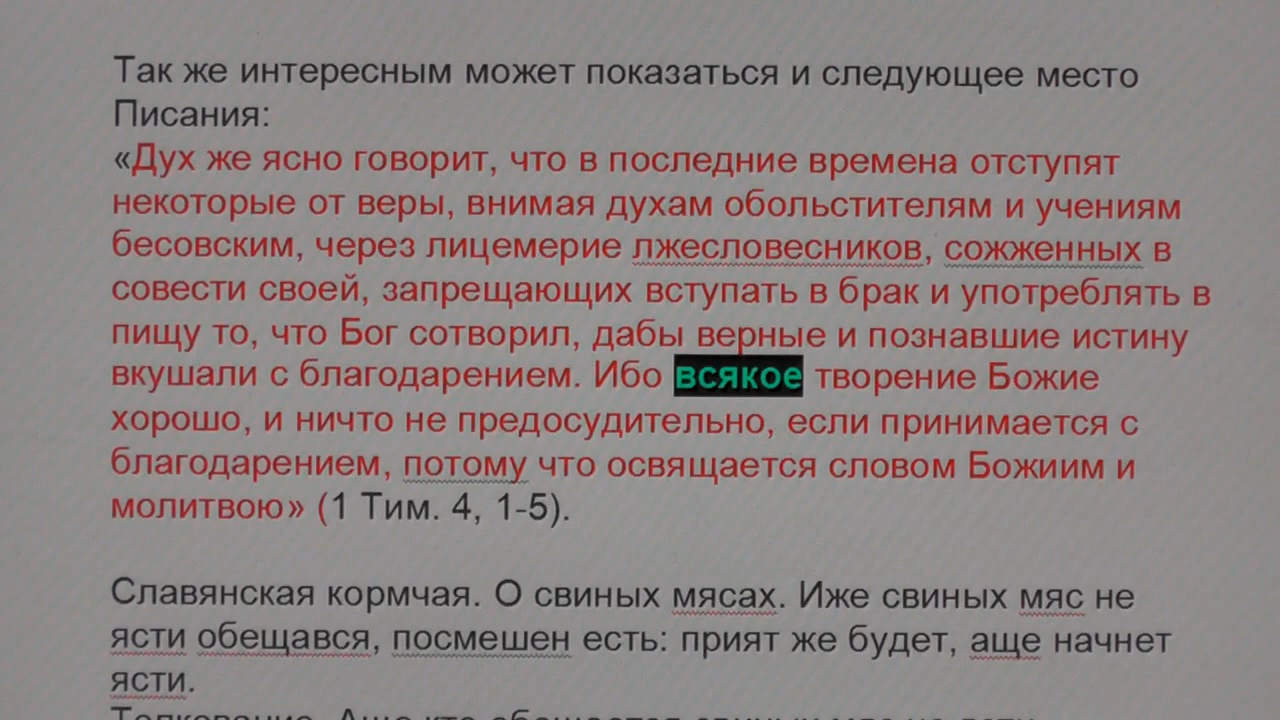 Так же интересным может показаться и следующее место
Писания:
«Дух же ясно говорит, что в последние времена отступят
некоторые от веры, внимая духам обольстителям и учениям
бесовским, через лицемерие лжесловесников, сожженных в
совести своей, запрещающих вступать в брак и употреблять в
пищу то, что Бог сотворил, дабы верные и познавшие истину
вкушали с благодарением. Ибо всякое творение Божие
хорошо, и ничто не предосудительно, если принимается с
благодарением, потому что освящается словом Божиим и
молитвою» (1 Тим. 4, 1-5).
Славянская кормчая. О свиных мясах. Иже свиных мяс не
ясти обещався, посмешен есть: прият же будет, аще начнет
ясти.